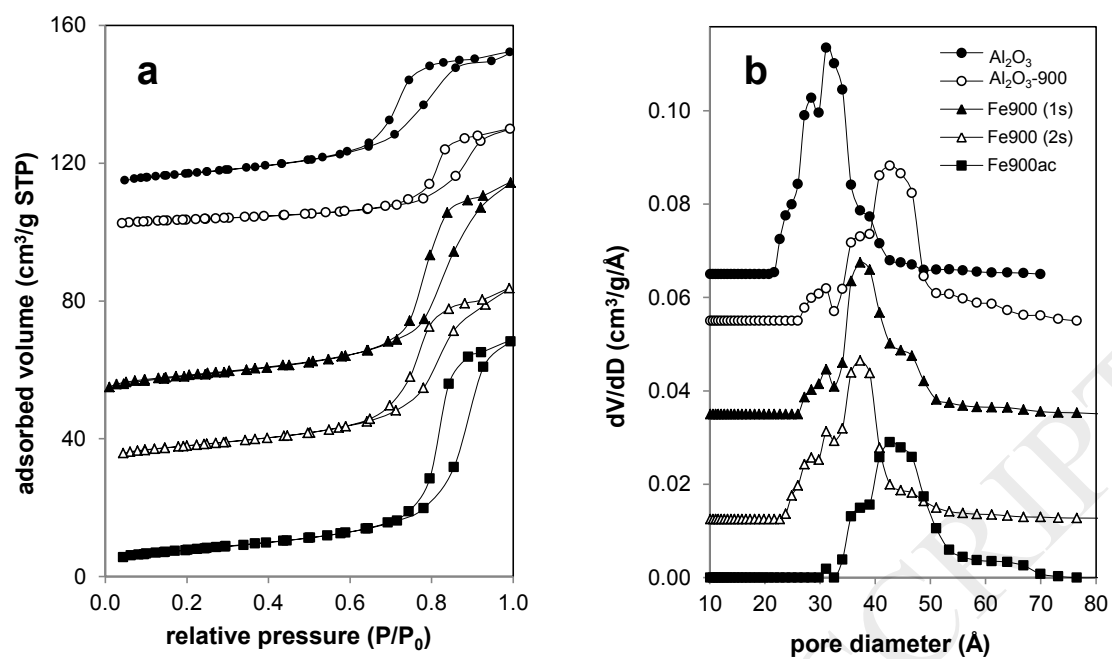 a
adsorbed volume (cm³/g STP)
160
120
80
40
0
0.0 0.2 0.4 0.6 0.8 1.0
relative pressure (P/P₀)
b
Al₂O₃
Al₂O₃-900
Fe900 (1s)
Fe900 (2s)
Fe900ac
dV/dD (cm³/g/Å)
0.10
0.08
0.06
0.04
0.02
0.00
10 20 30 40 50 60 70 80
pore diameter (Å)
CRIPT